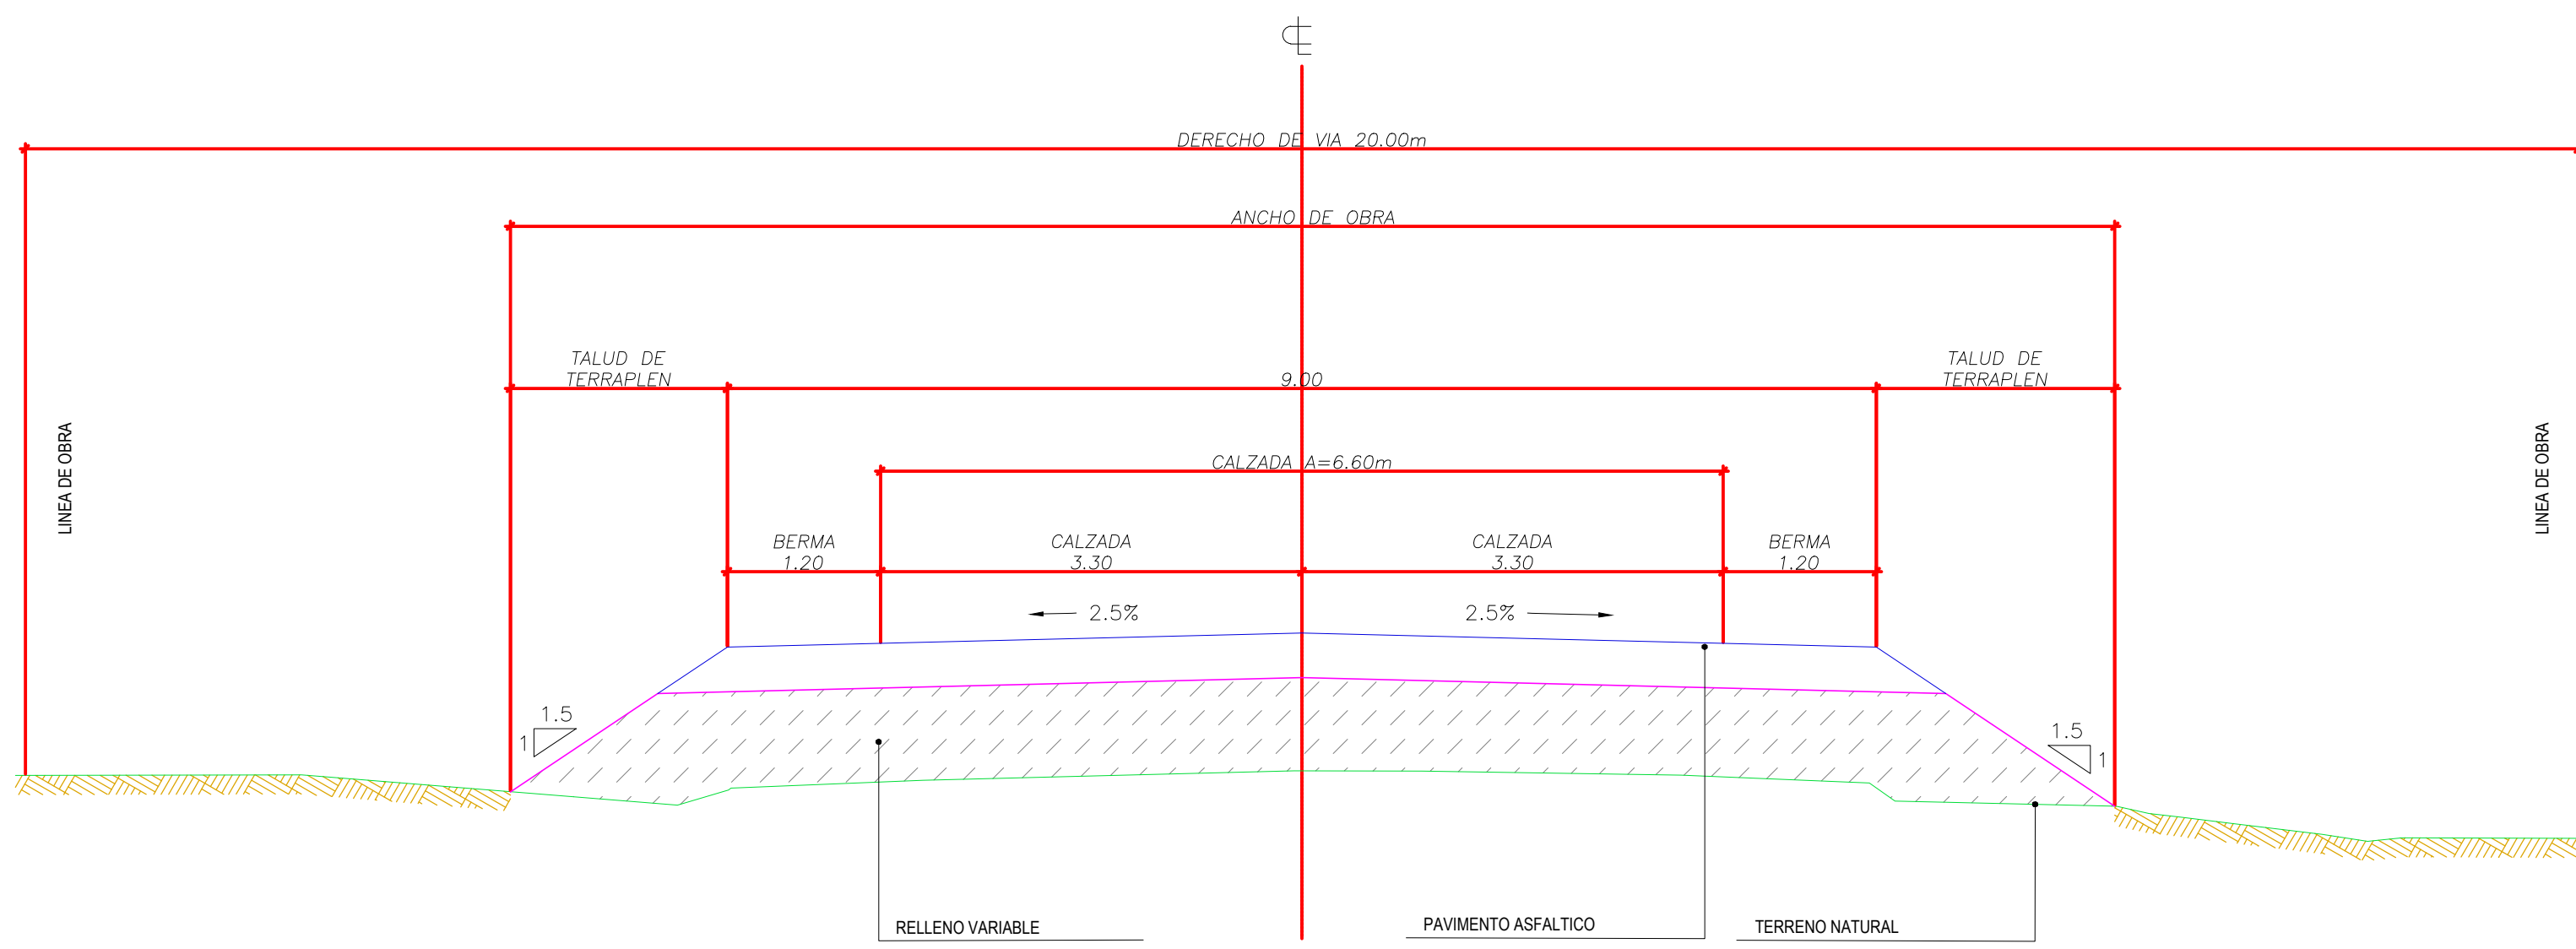 DERECHO DE VIA 20.00m
ANCHO DE OBRA
TALUD DE
TERRAPLEN
9.00
TALUD DE
TERRAPLEN
LINEA DE OBRA
LINEA DE OBRA
CALZADA A=6.60m
BERMA
1.20
CALZADA
3.30
CALZADA
3.30
BERMA
1.20
2.5%
2.5%
1.5
1
1.5
1
RELLENO VARIABLE
PAVIMENTO ASFALTICO
TERRENO NATURAL